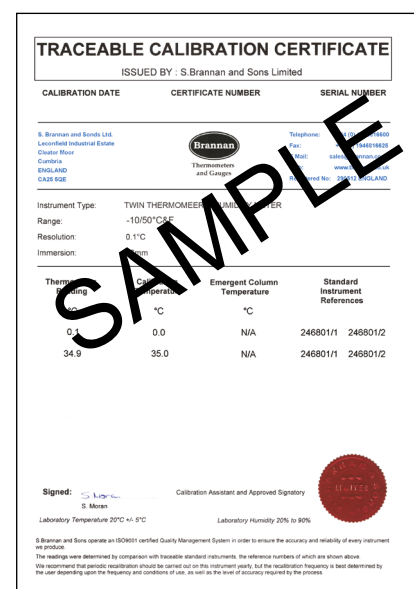 TRACEABLE CALIBRATION CERTIFICATE
ISSUED BY : S.Brannan and Sons Limited
CALIBRATION DATE CERTIFICATE NUMBER SERIAL NUMBER
S. Brannan and Sonds Ltd.
Leconfield Industrial Estate
Cleator Moor
Cumbria
ENGLAND
CA25 5QE
Brannan
Thermometers
and Gauges
Telephone:
Fax: 1946016625
Mail:
ENGLAND
Instrument Type: TWIN
Range: -10/50°C&F
Resolution: 0.1°C
Immersion:
SAMPLE
Emergent Column Standard
Temperature Instrument
References
°C °C
0.1 0.0 N/A 246801/1 246801/2
34.9 35.0 N/A 246801/1 246801/2
Signed: S. Moran Calibration Assistant and Approved Signatory
S. Moran
LIMITED
Laboratory Temperature 20°C +/- 5°C Laboratory Humidity 20% to 90%
S.Brannan and Sons operate an ISO9001 certified Quality Management System in order to ensure the accuracy and reliability of every instrument
we produce.
The readings were determined by comparison with traceable standard instruments, the reference numbers of which are shown above.
We recommend that periodic recalibration should be carried out on this instrument yearly, but the recalibration frequency is best determined by
the user depending upon the frequency and conditions of use, as well as the level of accuracy required by the process.